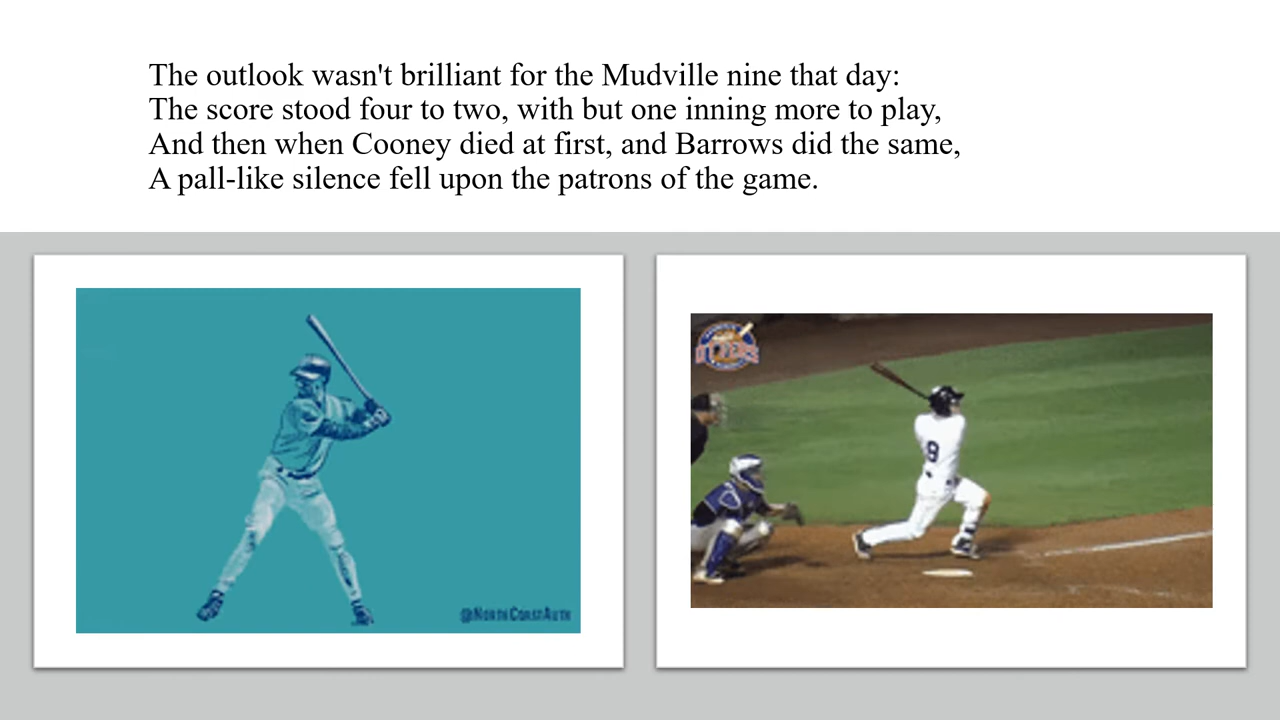 The outlook wasn't brilliant for the Mudville nine that day:
The score stood four to two, with but one inning more to play,
And then when Cooney died at first, and Barrows did the same,
A pall-like silence fell upon the patrons of the game.
@NorthCoastAuth
9